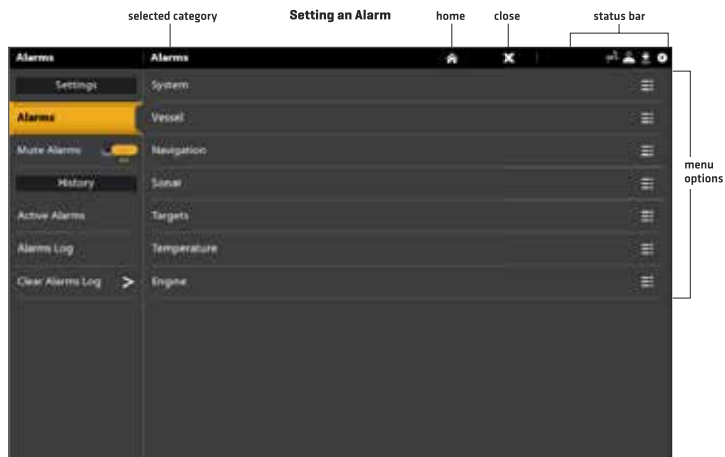 Setting an Alarm
selected category
home
close
status bar
Alarms
Alarms
Settings
System
Alarms
Vessel
Mute Alarms
Navigation
History
Sonar
Active Alarms
Targets
Alarms Log
Temperature
Clear Alarms Log
Engine
menu
options